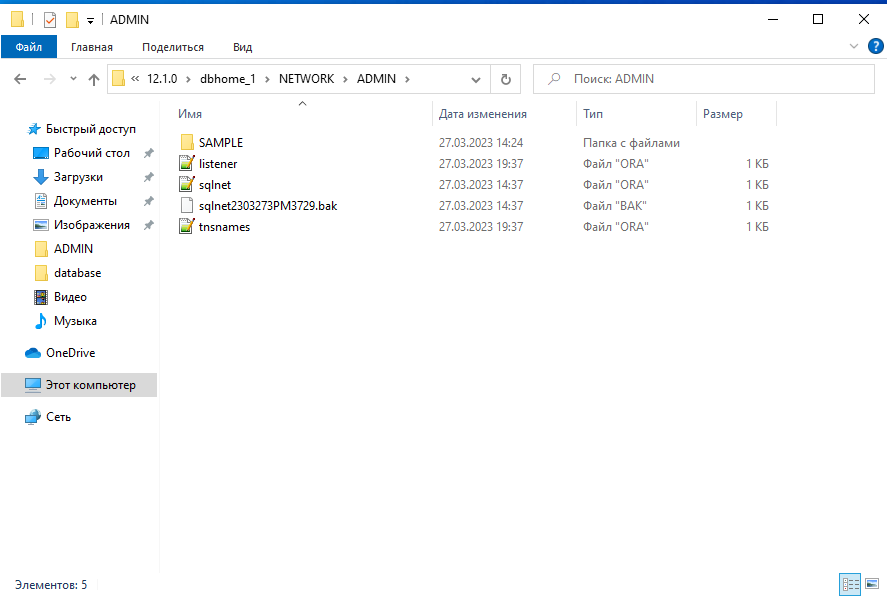 ADMIN
Файл Главная Поделиться Вид
« 12.1.0 › dbhome_1 › NETWORK › ADMIN › Поиск: ADMIN
Имя Дата изменения Тип Размер
Быстрый доступ
Рабочий стол
Загрузки
Документы
Изображения
ADMIN
database
Видео
Музыка
OneDrive
Этот компьютер
Сеть
SAMPLE 27.03.2023 14:24 Папка с файлами
listener 27.03.2023 19:37 Файл "ORA" 1 КБ
sqlnet 27.03.2023 14:37 Файл "ORA" 1 КБ
sqlnet2303273PM3729.bak 27.03.2023 14:37 Файл "BAK" 1 КБ
tnsnames 27.03.2023 19:37 Файл "ORA" 1 КБ
Элементов: 5